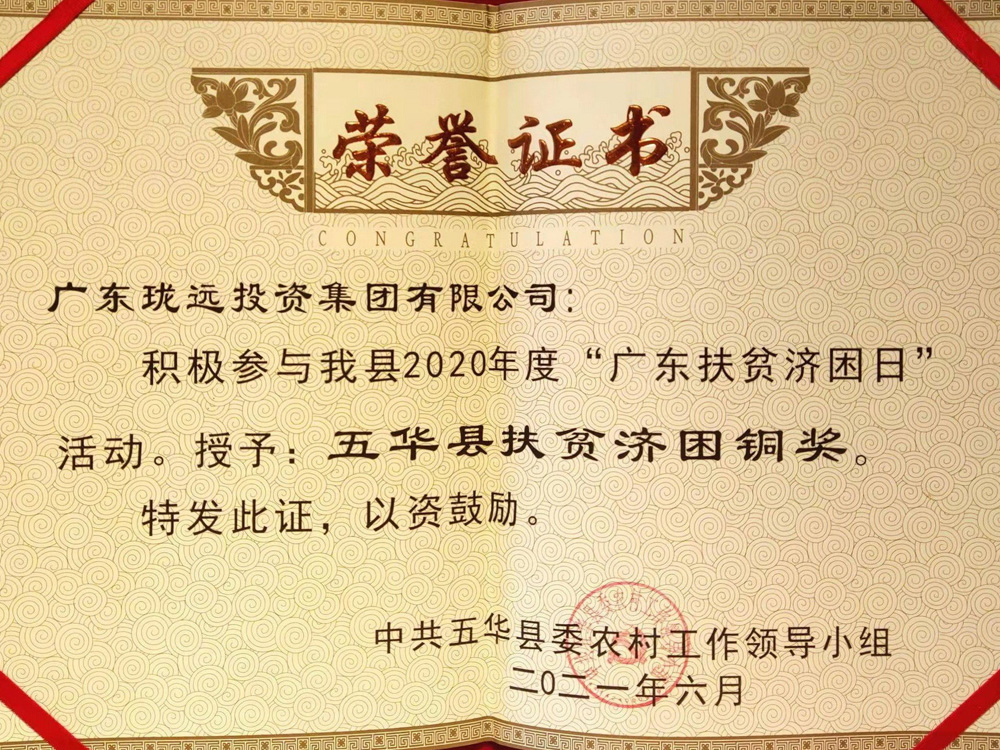 荣誉证书
CONGRATULATION
广东珑远投资集团有限公司：
积极参与我县2020年度“广东扶贫济困日”
活动。授予：五华县扶贫济困铜奖。
特发此证，以资鼓励。
中共五华县委农村工作领导小组
二〇二一年六月